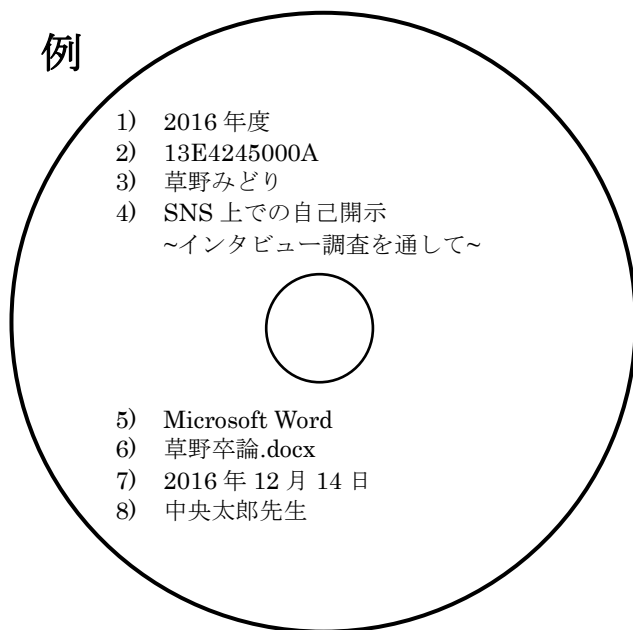 例
1) 2016 年度
2) 13E4245000A
3) 草野みどり
4) SNS 上での自己開示
~インタビュー調査を通して~
5) Microsoft Word
6) 草野卒論.docx
7) 2016 年 12 月 14 日
8) 中央太郎先生